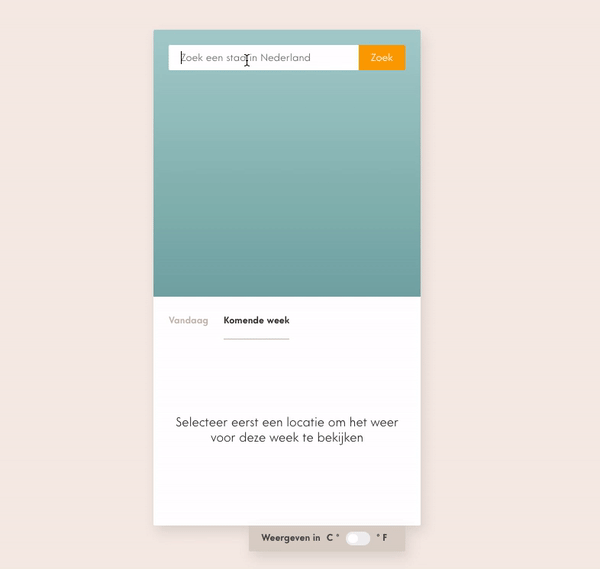 Zoek een stad in Nederland
Zoek
Vandaag
Komende week
Selecteer eerst een locatie om het weer
voor deze week te bekijken
Weergeven in C ° ° F